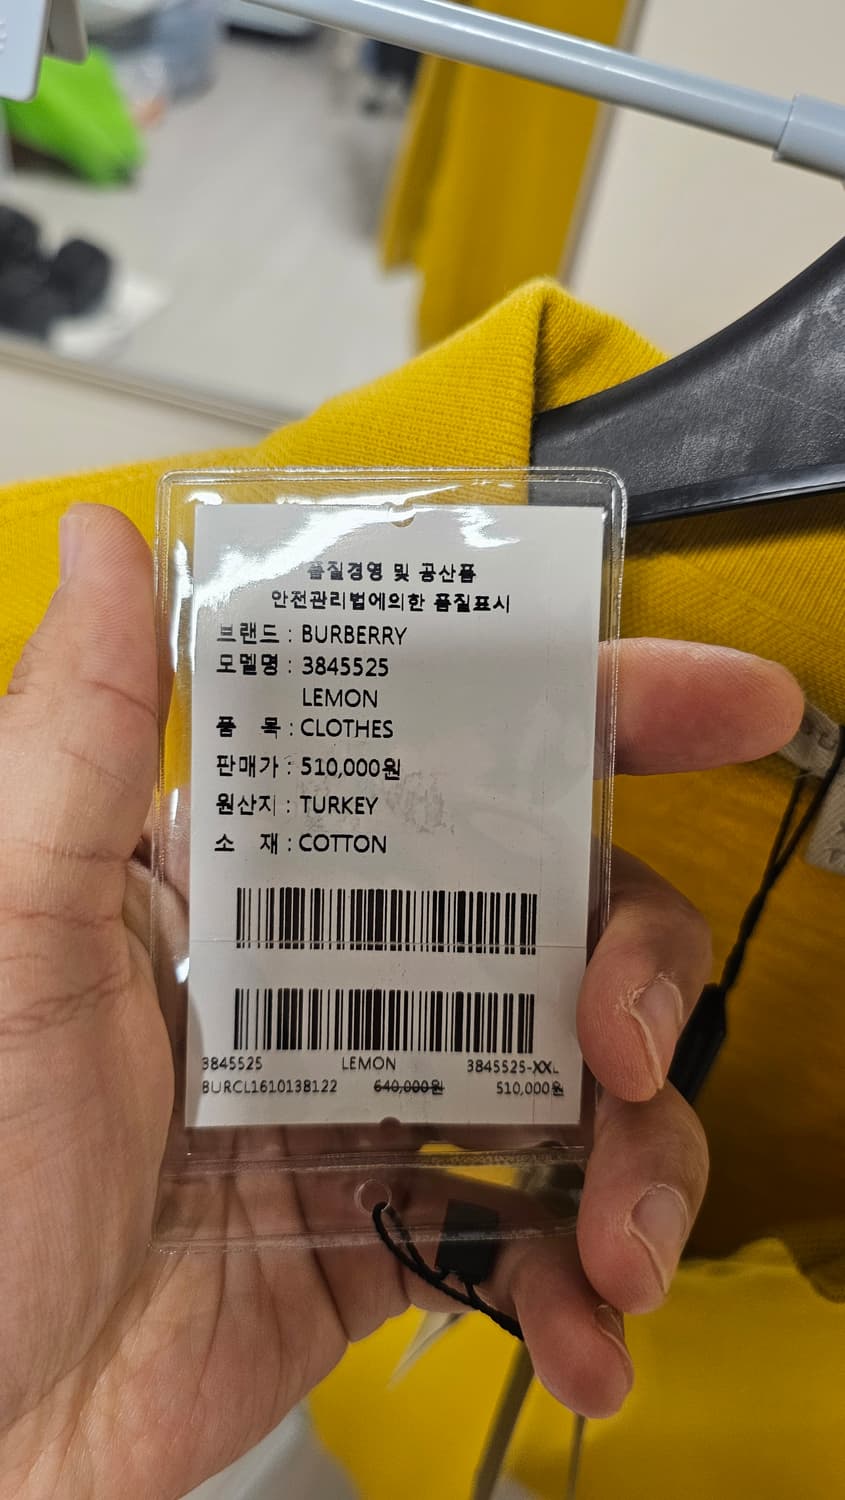 품질경영 및 공산품
안전관리법에의한 품질표시
브랜드 : BURBERRY
모델명 : 3845525
LEMON
품 목 : CLOTHES
판매가 : 510,000원
원산지 : TURKEY
소 재 : COTTON
3845525 LEMON 3845525-XXL
BURCL1610138122 640,000원 510,000원